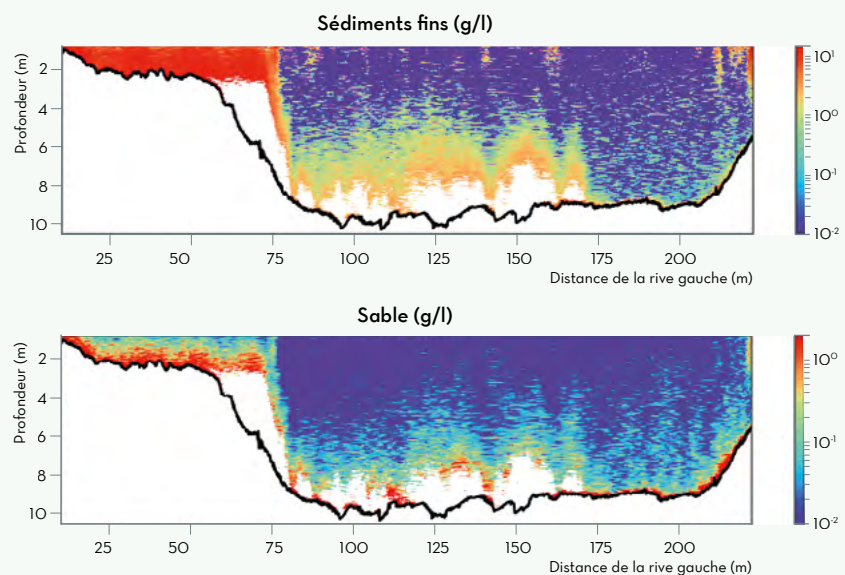 Sédiments fins (g/l)
Profondeur (m)
2
4
6
8
10
25 50 75 100 125 150 175 200
Distance de la rive gauche (m)
10¹
10⁰
10⁻¹
10⁻²
Sable (g/l)
Profondeur (m)
2
4
6
8
10
25 50 75 100 125 150 175 200
Distance de la rive gauche (m)
10⁰
10⁻¹
10⁻²